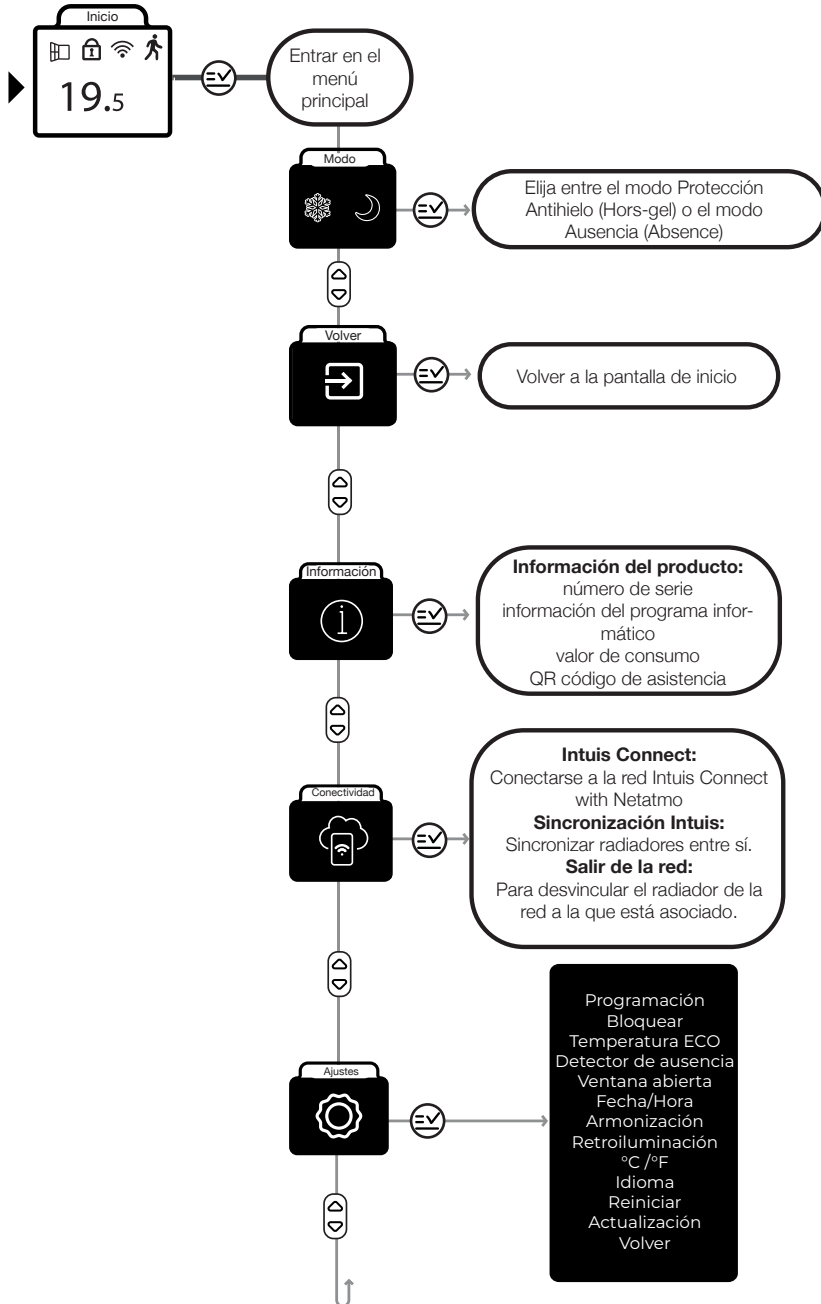 Inicio
19.5
Entrar en el
menú
principal
Modo
Elija entre el modo Protección
Antihielo (Hors-gel) o el modo
Ausencia (Absence)
Volver
Volver a la pantalla de inicio
Información
i
Información del producto:
número de serie
información del programa infor-
mático
valor de consumo
QR código de asistencia
Conectividad
Intuis Connect:
Conectarse a la red Intuis Connect
with Netatmo
Sincronización Intuis:
Sincronizar radiadores entre sí.
Salir de la red:
Para desvincular el radiador de la
red a la que está asociado.
Ajustes
Programación
Bloquear
Temperatura ECO
Detector de ausencia
Ventana abierta
Fecha/Hora
Armonización
Retroiluminación
°C /°F
Idioma
Reiniciar
Actualización
Volver